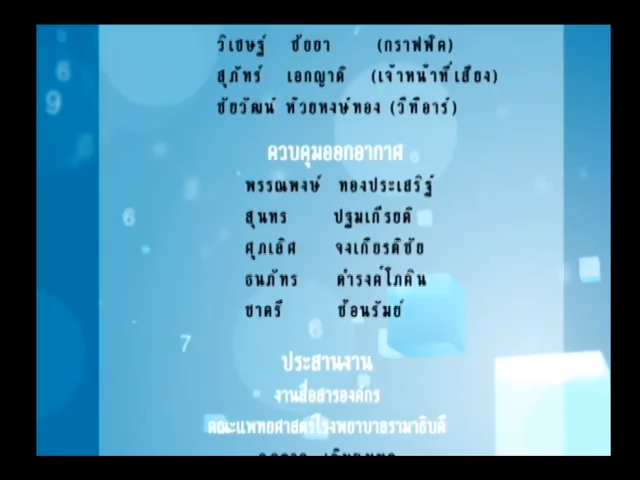 วิเชษฐ์ ชัยยา (กราฟฟิค)
สุภัทร์ เอกญาติ (เจ้าหน้าที่เสียง)
ชัยวัฒน์ ห้วยหงษ์ทอง (วีทีอาร์)
ควบคุมออกอากาศ
พรรณพงษ์ ทองประเสริฐ
สุนทร ปฐมเกียรติ
ศุภเลิศ จงเกียรติชัย
ธนภัทร ดำรงค์โภคิน
ชาตรี ซ้อนรัมย์
ประสานงาน
งานสื่อสารองค์กร
คณะแพทยศาสตร์โรงพยาบาลรามาธิบดี
6
9
6
7
6